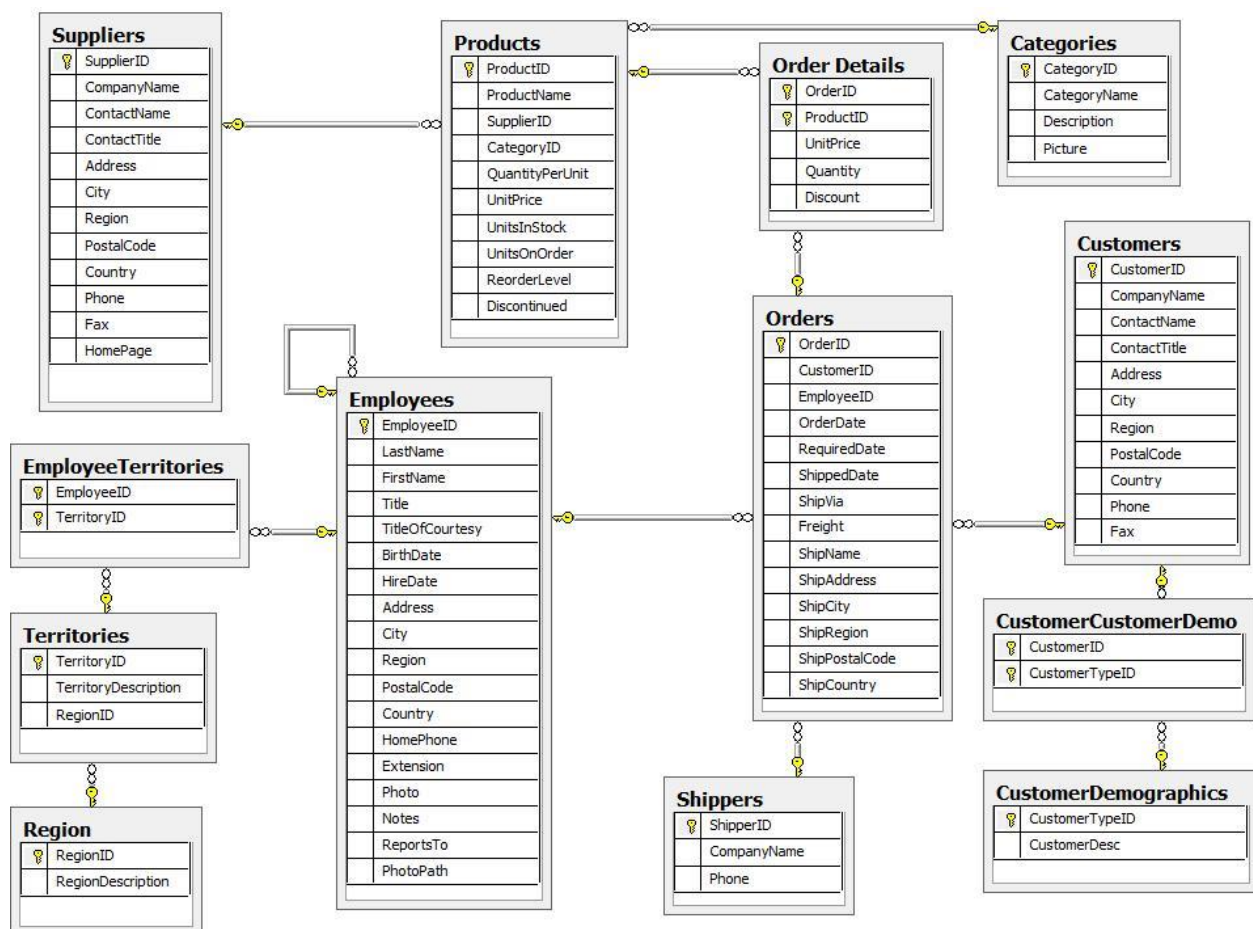 Suppliers
SupplierID
CompanyName
ContactName
ContactTitle
Address
City
Region
PostalCode
Country
Phone
Fax
HomePage
Products
ProductID
ProductName
SupplierID
CategoryID
QuantityPerUnit
UnitPrice
UnitsInStock
UnitsOnOrder
ReorderLevel
Discontinued
Order Details
OrderID
ProductID
UnitPrice
Quantity
Discount
Categories
CategoryID
CategoryName
Description
Picture
Customers
CustomerID
CompanyName
ContactName
ContactTitle
Address
City
Region
PostalCode
Country
Phone
Fax
Orders
OrderID
CustomerID
EmployeeID
OrderDate
RequiredDate
ShippedDate
ShipVia
Freight
ShipName
ShipAddress
ShipCity
ShipRegion
ShipPostalCode
ShipCountry
Employees
EmployeeID
LastName
FirstName
Title
TitleOfCourtesy
BirthDate
HireDate
Address
City
Region
PostalCode
Country
HomePhone
Extension
Photo
Notes
ReportsTo
PhotoPath
EmployeeTerritories
EmployeeID
TerritoryID
Territories
TerritoryID
TerritoryDescription
RegionID
Region
RegionID
RegionDescription
Shippers
ShipperID
CompanyName
Phone
CustomerCustomerDemo
CustomerID
CustomerTypeID
CustomerDemographics
CustomerTypeID
CustomerDesc